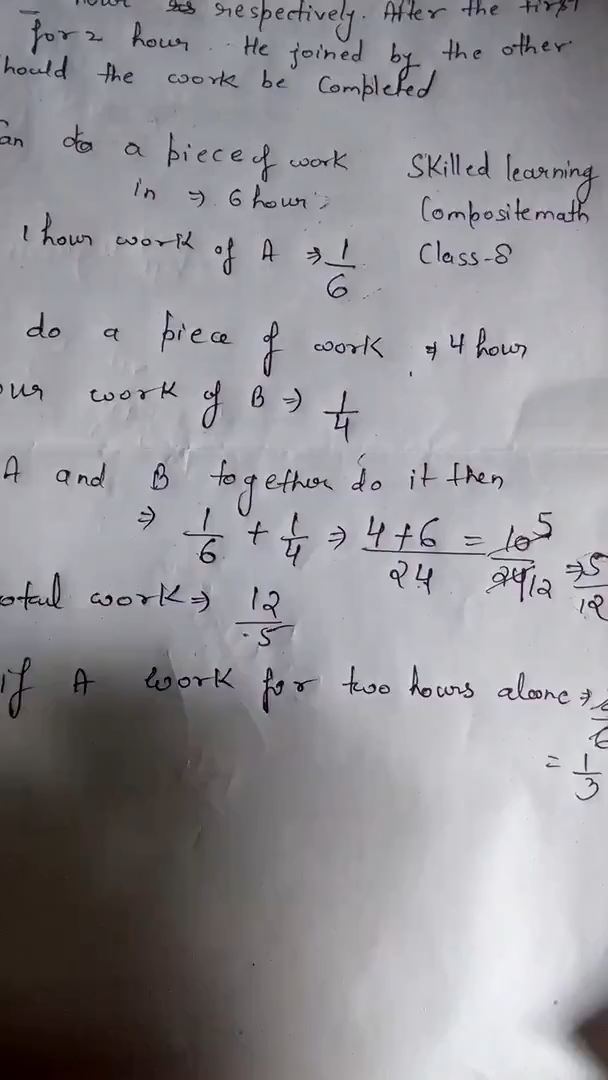 respectively. After the first
for 2 hour. He joined by the other
hould the work be Completed
an do a piece of work
in ⇒ 6 hour
Skilled learning
Compositemath
Class-8
1 hour work of A ⇒ 1/6
do a piece of work ⇒ 4 hour
our work of B ⇒ 1/4
A and B together do it then
⇒ 1/6 + 1/4 ⇒ 4+6/24 = 10 5/24 12 ⇒ 5/12
otal work ⇒ 12/5
if A work for two hours alone ⇒
= 1/3